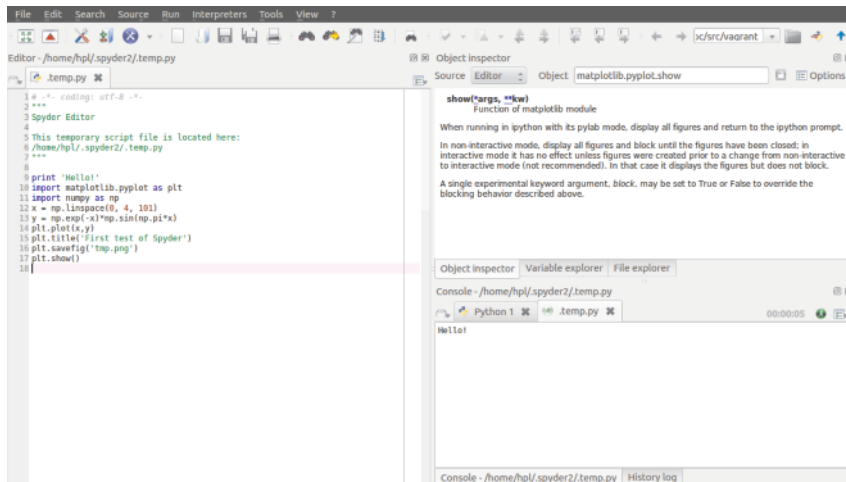 File Edit Search Source Run Interpreters Tools View ?
x/src/vagrant
Editor - /home/hpl/.spyder2/.temp.py
.temp.py
1 # -*- coding: utf-8 -*-
2 """
3 Spyder Editor
4
5 This temporary script file is located here:
6 /home/hpl/.spyder2/.temp.py
7 """
8
9 print 'Hello!'
10 import matplotlib.pyplot as plt
11 import numpy as np
12 x = np.linspace(0, 4, 101)
13 y = np.exp(-x)*np.sin(np.pi*x)
14 plt.plot(x,y)
15 plt.title('First test of Spyder')
16 plt.savefig('tmp.png')
17 plt.show()
18
Object inspector
Source Editor Object matplotlib.pyplot.show Options
show(*args, **kw)
Function of matplotlib module
When running in ipython with its pylab mode, display all figures and return to the ipython prompt.
In non-interactive mode, display all figures and block until the figures have been closed; in
interactive mode it has no effect unless figures were created prior to a change from non-interactive
to interactive mode (not recommended). In that case it displays the figures but does not block.
A single experimental keyword argument, block, may be set to True or False to override the
blocking behavior described above.
Object inspector Variable explorer File explorer
Console - /home/hpl/.spyder2/.temp.py
Python 1 .temp.py 00:00:05
Hello!
Console - /home/hpl/.spyder2/.temp.py History log